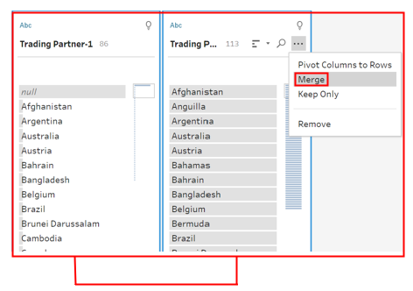 Abc
Trading Partner-1 86
null
Afghanistan
Argentina
Australia
Austria
Bahrain
Bangladesh
Belgium
Brazil
Brunei Darussalam
Cambodia
Abc
Trading P... 113
Afghanistan
Anguilla
Argentina
Australia
Austria
Bahamas
Bahrain
Bangladesh
Belgium
Bermuda
Brazil
Pivot Columns to Rows
Merge
Keep Only
Remove